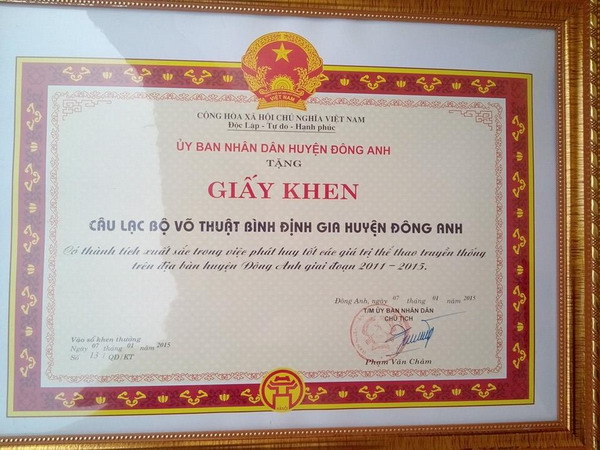 VIỆT NAM
CỘNG HÒA XÃ HỘI CHỦ NGHĨA VIỆT NAM
Độc Lập - Tự do - Hạnh phúc
ỦY BAN NHÂN DÂN HUYỆN ĐÔNG ANH
TẶNG
GIẤY KHEN
CÂU LẠC BỘ VÕ THUẬT BÌNH ĐỊNH GIA HUYỆN ĐÔNG ANH
Có thành tích xuất sắc trong việc phát huy tốt các giá trị thể thao truyền thống
trên địa bàn huyện Đông Anh giai đoạn 2011 - 2015.
Đông Anh, ngày 07 tháng 01 năm 2015
T/M ỦY BAN NHÂN DÂN
CHỦ TỊCH
Vào sổ khen thưởng
Ngày 07 tháng 01 năm 2015
Số 13 QĐ/KT
Phạm Văn Châm